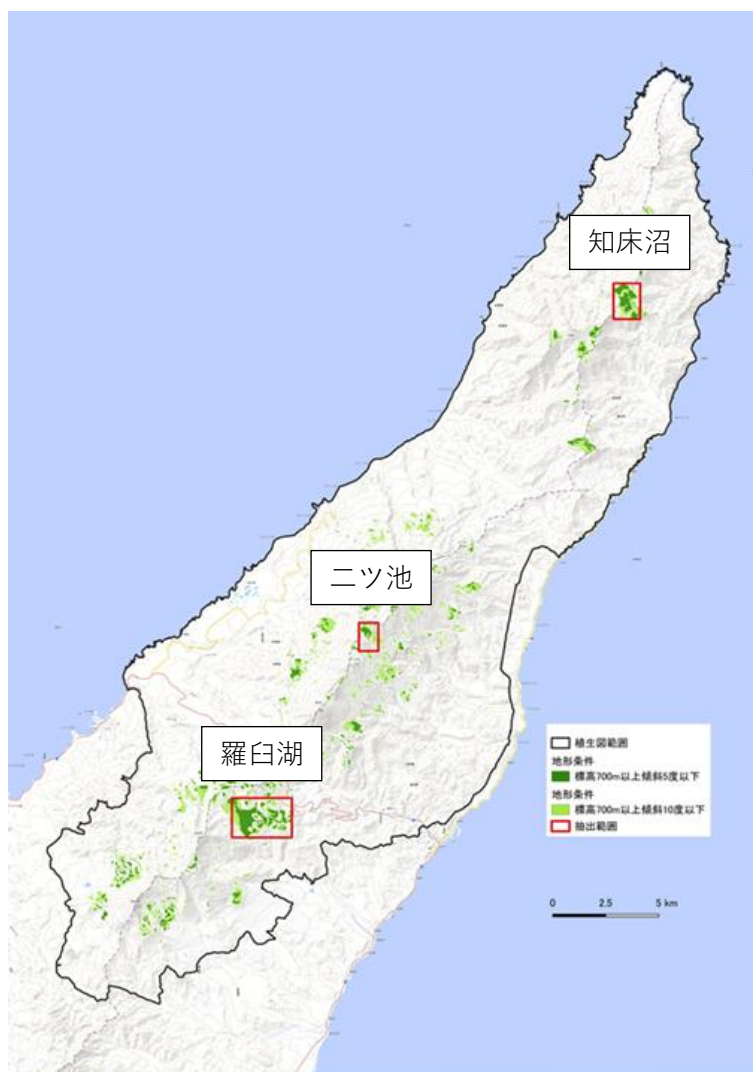 知床沼
二ツ池
羅臼湖
植生図範囲
地形条件
標高700m以上傾斜5度以下
地形条件
標高700m以上傾斜10度以下
抽出範囲
0 2.5 5 km